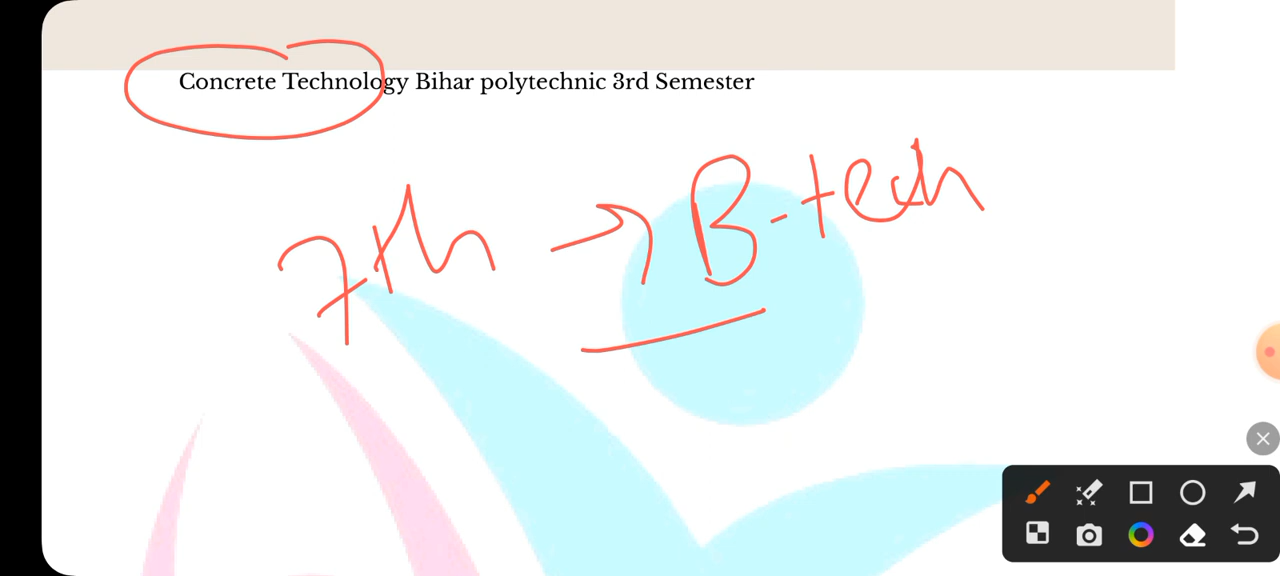 Concrete Technology Bihar polytechnic 3rd Semester
7th → B-tech